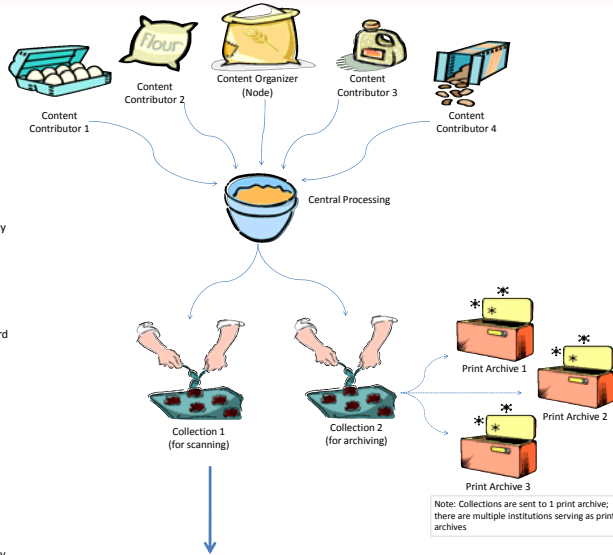 Flour
Content
Contributor 1
Content
Contributor 2
Content Organizer
(Node)
Content
Contributor 3
Content
Contributor 4
Central Processing
y
rd
Collection 1
(for scanning)
Collection 2
(for archiving)
Print Archive 1
Print Archive 2
Print Archive 3
Note: Collections are sent to 1 print archive;
there are multiple institutions serving as print
archives
y